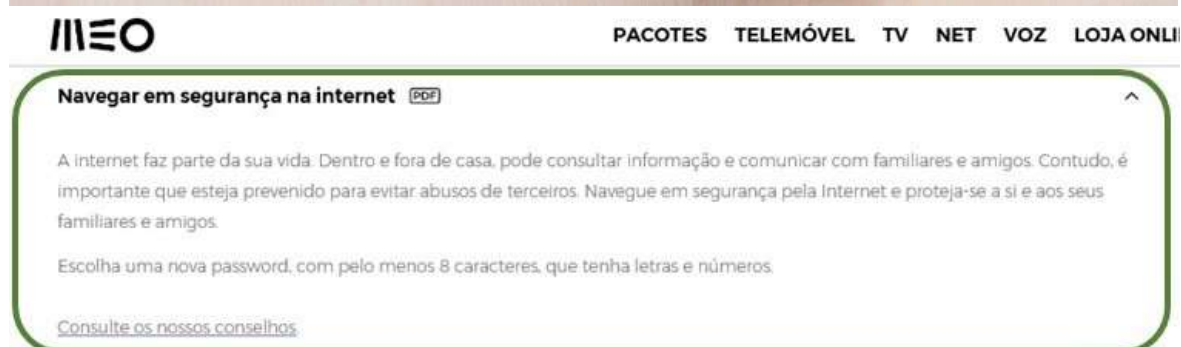 MEO
PACOTES TELEMÓVEL TV NET VOZ LOJA ONLI
Navegar em segurança na internet PDF
A internet faz parte da sua vida. Dentro e fora de casa, pode consultar informação e comunicar com familiares e amigos. Contudo, é
importante que esteja prevenido para evitar abusos de terceiros. Navegue em segurança pela Internet e proteja-se a si e aos seus
familiares e amigos.
Escolha uma nova password, com pelo menos 8 caracteres, que tenha letras e números.
Consulte os nossos conselhos